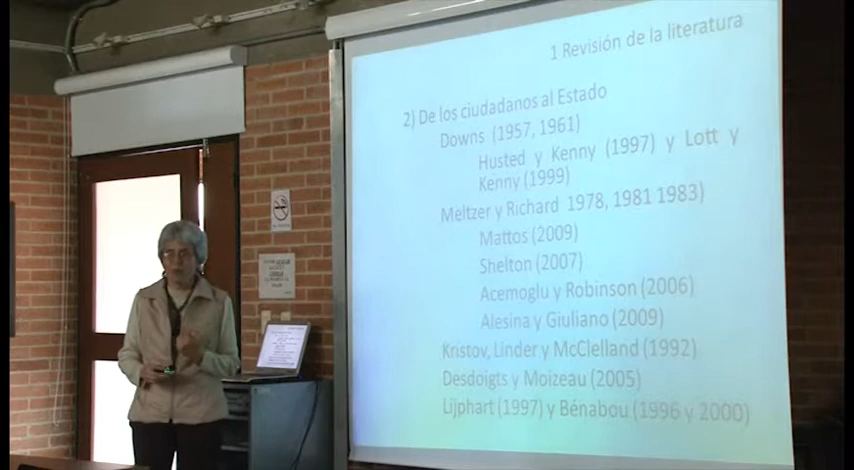 1 Revisión de la literatura
2) De los ciudadanos al Estado
Downs (1957, 1961)
Husted y Kenny (1997) y Lott y
Kenny (1999)
Meltzer y Richard 1978, 1981 1983)
Mattos (2009)
Shelton (2007)
Acemoglu y Robinson (2006)
Alesina y Giuliano (2009)
Kristov, Linder y McClelland (1992)
Desdoigts y Moizeau (2005)
Lijphart (1997) y Bénabou (1996 y 2000)